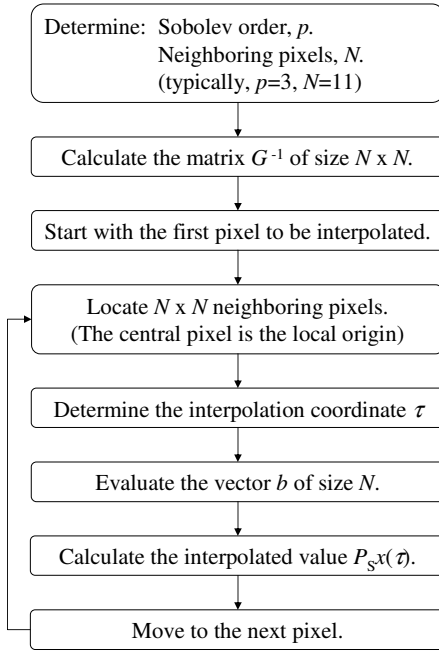 Determine: Sobolev order, p.
Neighboring pixels, N.
(typically, p=3, N=11)
Calculate the matrix G⁻¹ of size N x N.
Start with the first pixel to be interpolated.
Locate N x N neighboring pixels.
(The central pixel is the local origin)
Determine the interpolation coordinate τ
Evaluate the vector b of size N.
Calculate the interpolated value Pₛx(τ).
Move to the next pixel.